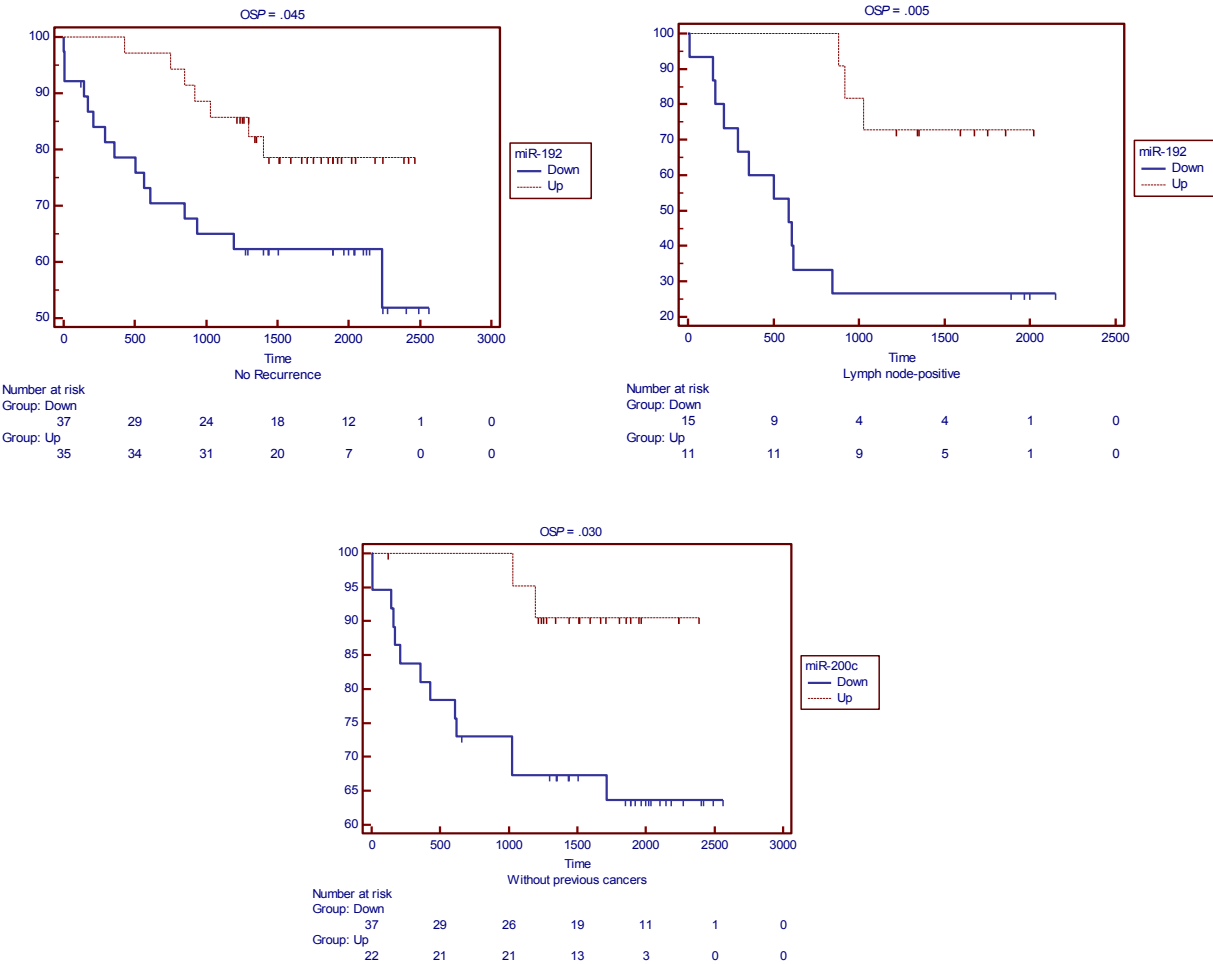 OSP = .045
100
90
80
70
60
50
0 500 1000 1500 2000 2500 3000
Time
No Recurrence
miR-192
Down
Up
Number at risk
Group: Down
37 29 24 18 12 1 0
Group: Up
35 34 31 20 7 0 0
OSP = .005
100
90
80
70
60
50
40
30
20
0 500 1000 1500 2000 2500
Time
Lymph node-positive
miR-192
Down
Up
Number at risk
Group: Down
15 9 4 4 1 0
Group: Up
11 11 9 5 1 0
OSP = .030
100
95
90
85
80
75
70
65
60
0 500 1000 1500 2000 2500 3000
Time
Without previous cancers
miR-200c
Down
Up
Number at risk
Group: Down
37 29 26 19 11 1 0
Group: Up
22 21 21 13 3 0 0